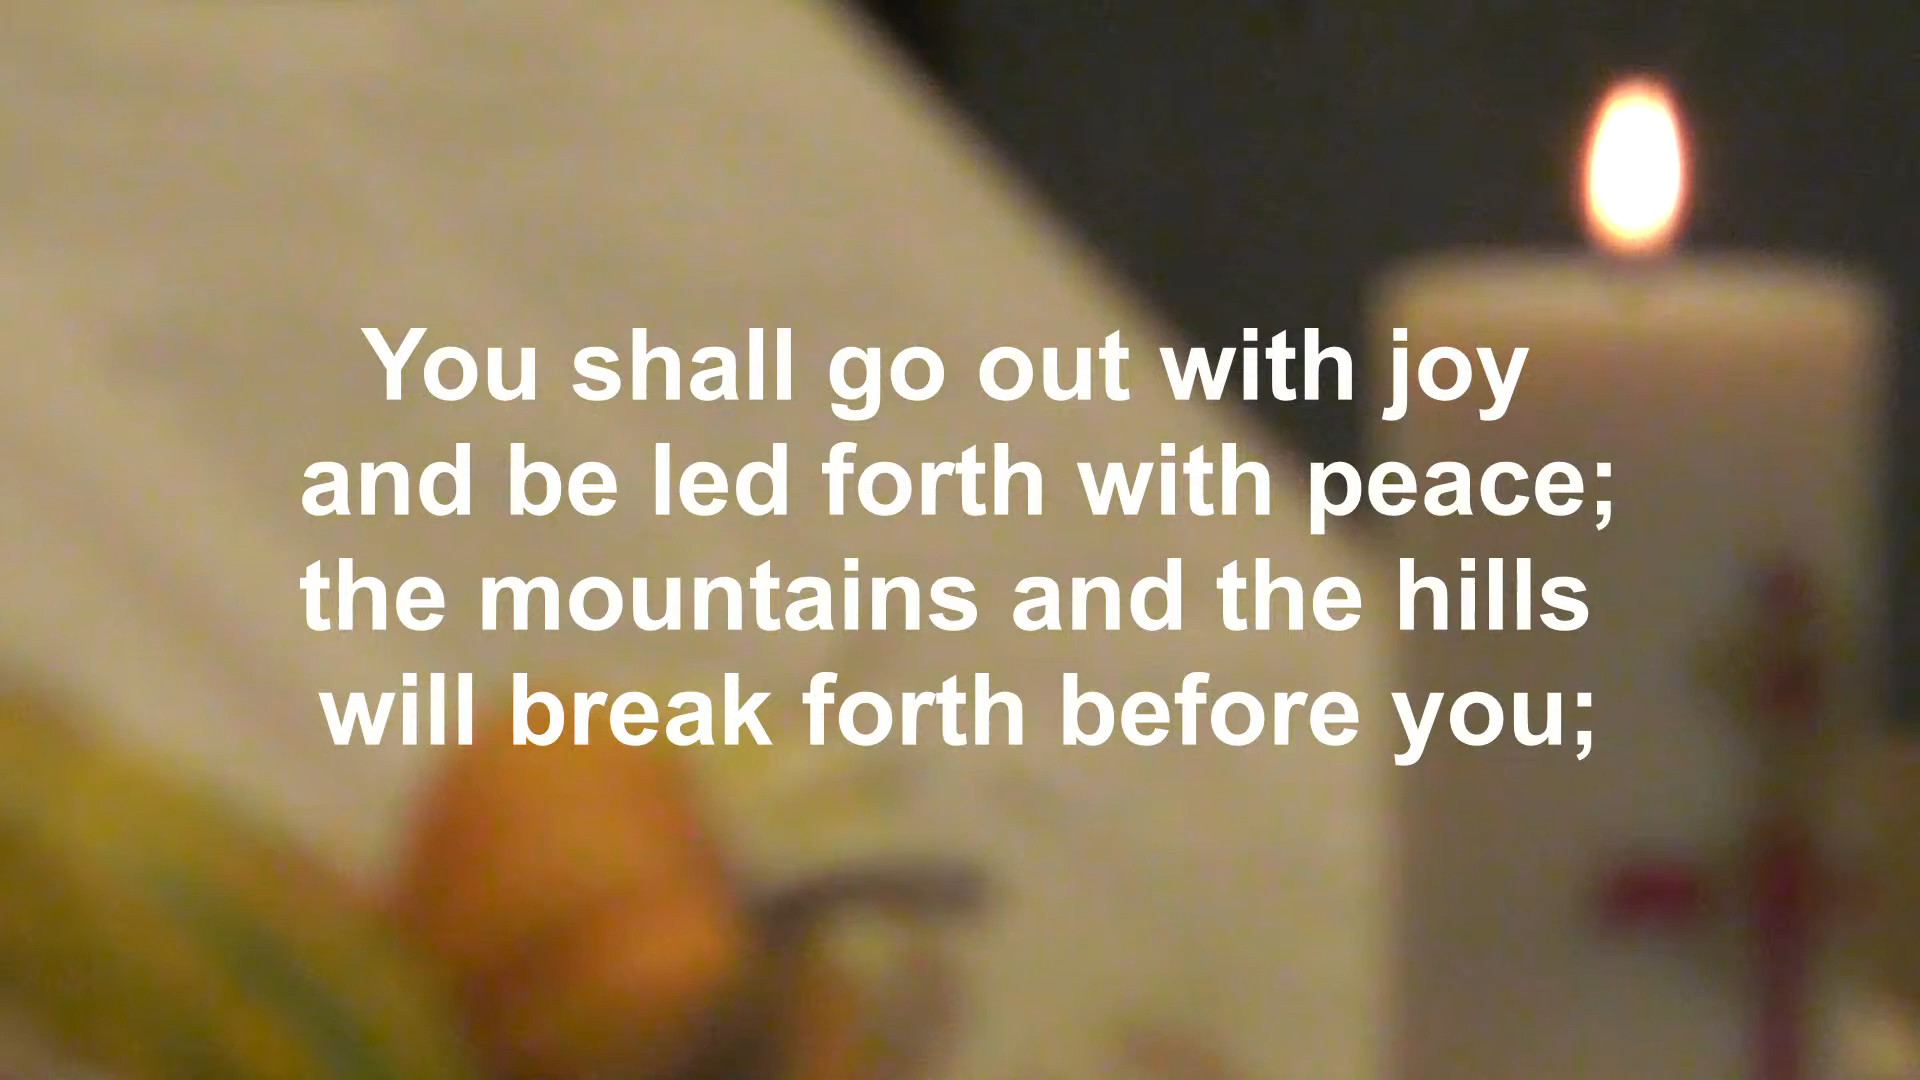 You shall go out with joy
and be led forth with peace;
the mountains and the hills
will break forth before you;